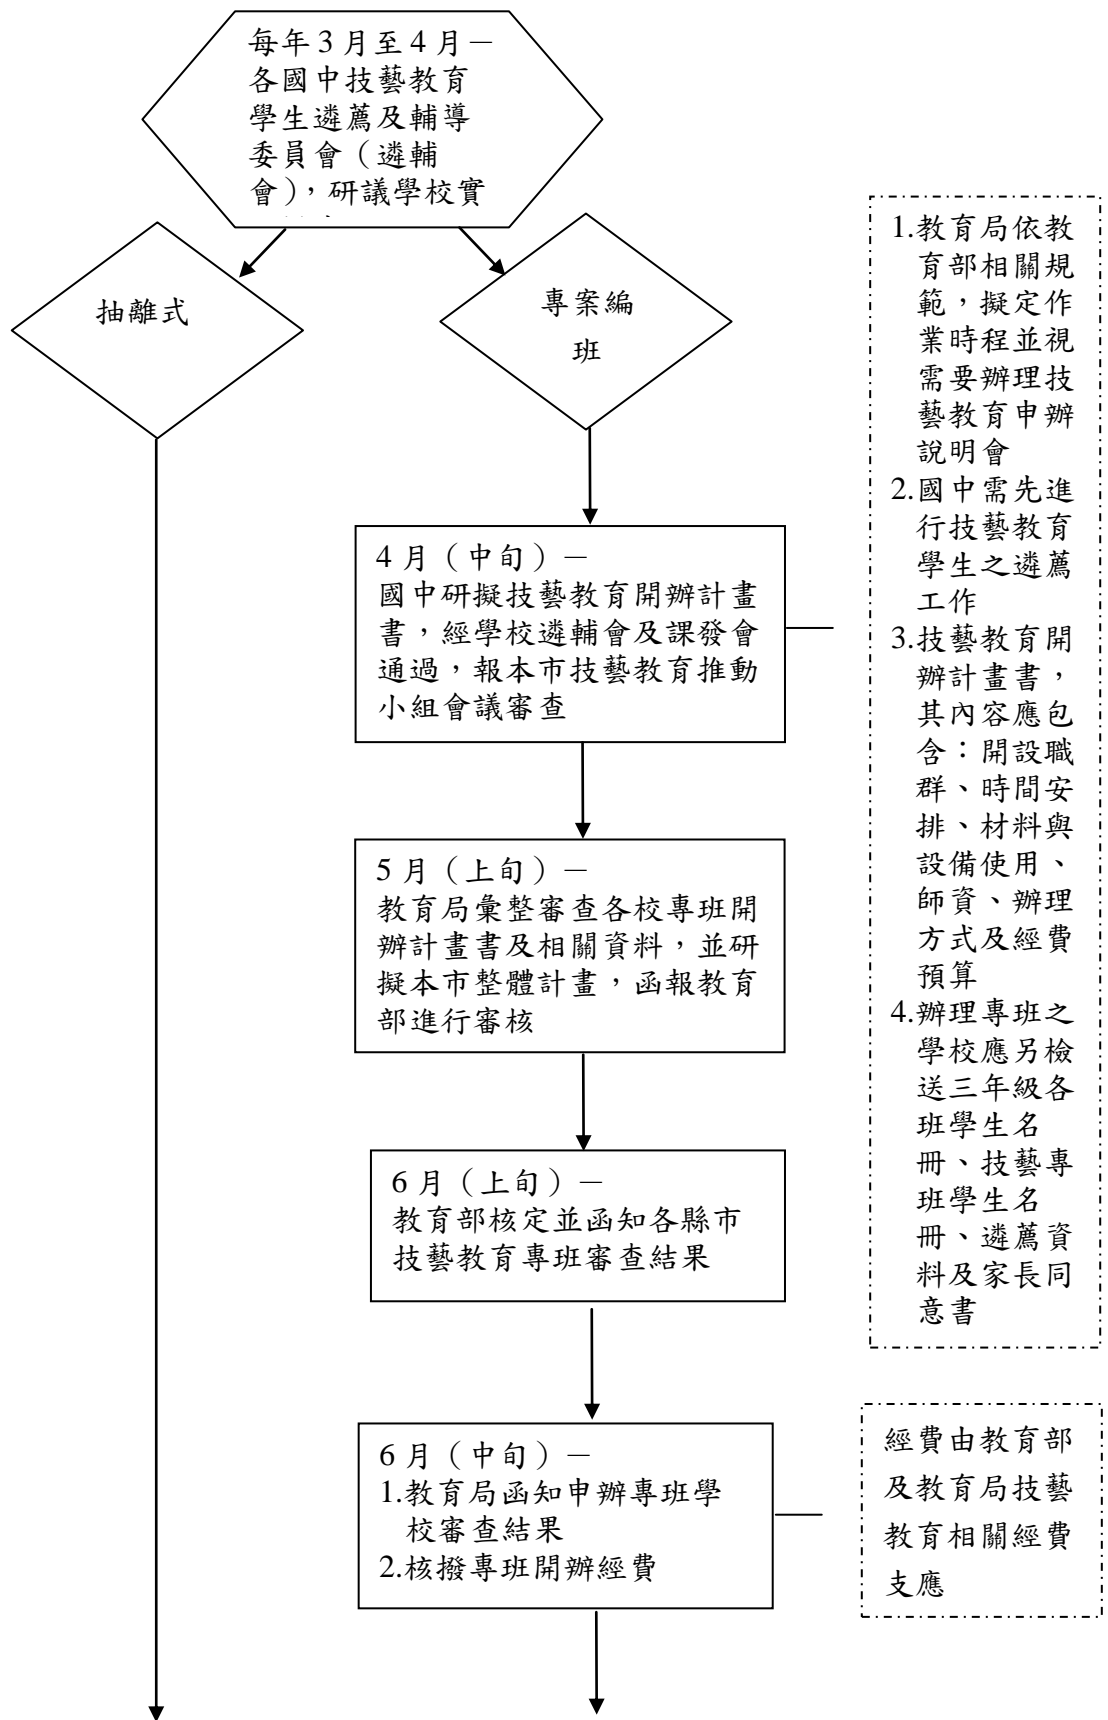 每年3月至4月－
各國中技藝教育
學生遴薦及輔導
委員會（遴輔
會），研議學校實
抽離式
專案編
班
4月（中旬）－
國中研擬技藝教育開辦計畫
書，經學校遴輔會及課發會
通過，報本市技藝教育推動
小組會議審查
5月（上旬）－
教育局彙整審查各校專班開
辦計畫書及相關資料，並研
擬本市整體計畫，函報教育
部進行審核
6月（上旬）－
教育部核定並函知各縣市
技藝教育專班審查結果
6月（中旬）－
1.教育局函知申辦專班學
校審查結果
2.核撥專班開辦經費
1.教育局依教
育部相關規
範，擬定作
業時程並視
需要辦理技
藝教育申辦
說明會
2.國中需先進
行技藝教育
學生之遴薦
工作
3.技藝教育開
辦計畫書，
其內容應包
含：開設職
群、時間安
排、材料與
設備使用、
師資、辦理
方式及經費
預算
4.辦理專班之
學校應另檢
送三年級各
班學生名
冊、技藝專
班學生名
冊、遴薦資
料及家長同
意書
經費由教育部
及教育局技藝
教育相關經費
支應